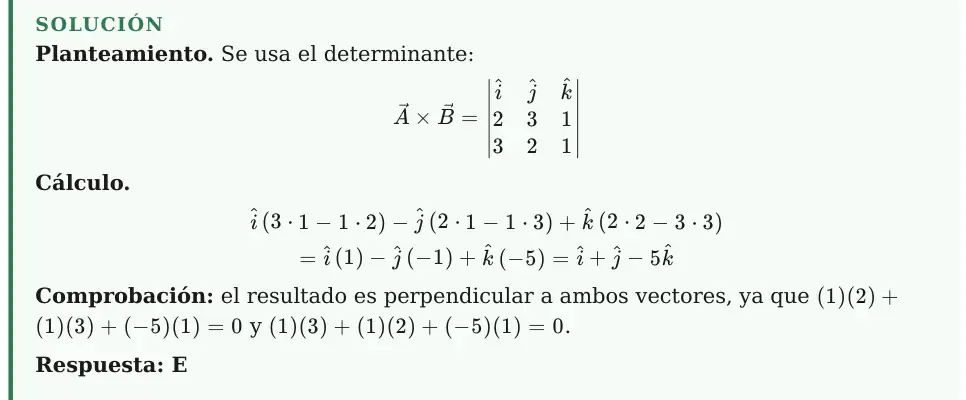 SOLUCIÓN
Planteamiento. Se usa el determinante:
î ĵ k̂
A⃗ × B⃗ = 2 3 1
3 2 1
Cálculo.
î (3 · 1 − 1 · 2) − ĵ (2 · 1 − 1 · 3) + k̂ (2 · 2 − 3 · 3)
= î (1) − ĵ (−1) + k̂ (−5) = î + ĵ − 5k̂
Comprobación: el resultado es perpendicular a ambos vectores, ya que (1)(2) +
(1)(3) + (−5)(1) = 0 y (1)(3) + (1)(2) + (−5)(1) = 0.
Respuesta: E